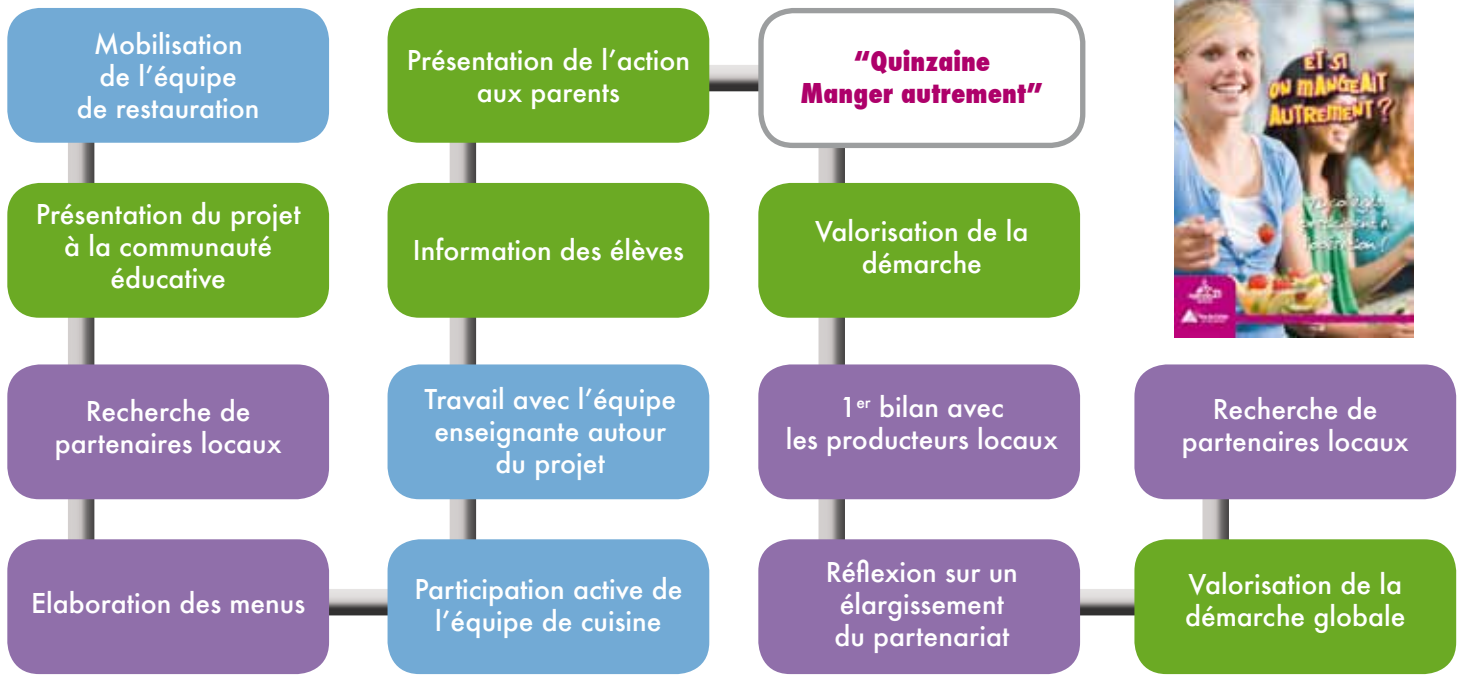 Mobilisation
de l’équipe
de restauration
Présentation du projet
à la communauté
éducative
Recherche de
partenaires locaux
Elaboration des menus
Participation active de
l’équipe de cuisine
Travail avec l’équipe
enseignante autour
du projet
Information des élèves
Présentation de l’action
aux parents
“Quinzaine
Manger autrement”
Valorisation de la
démarche
1er bilan avec
les producteurs locaux
Réflexion sur un
élargissement
du partenariat
Valorisation de la
démarche globale
Recherche de
partenaires locaux
ET SI
ON MANGEAIT
AUTREMENT ?